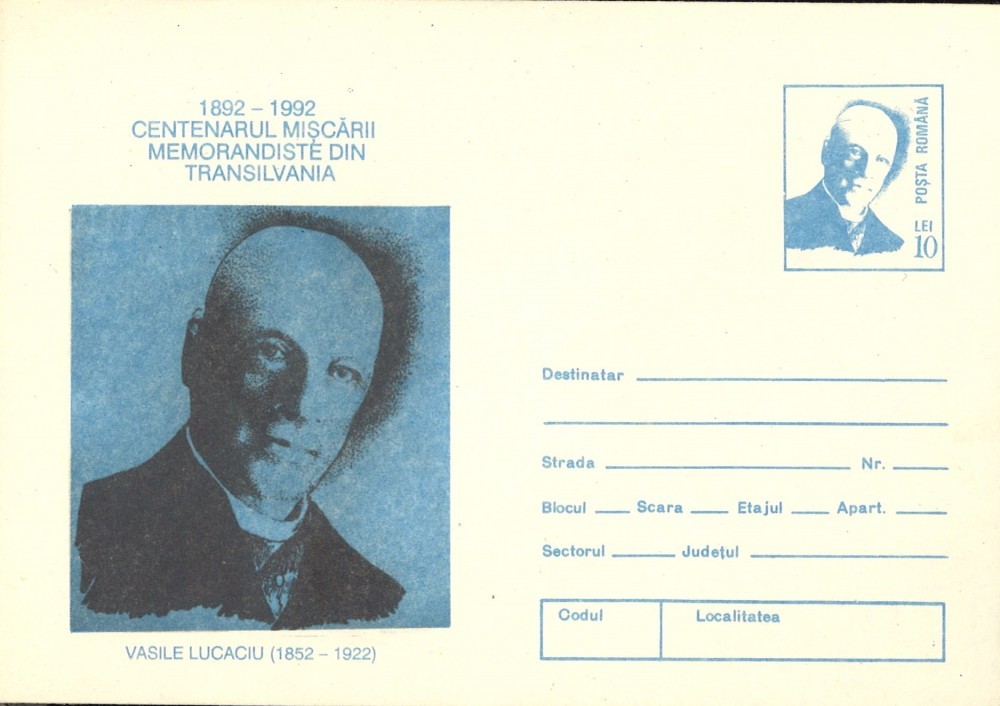 1892 – 1992
CENTENARUL MIȘCĂRII
MEMORANDISTE DIN
TRANSILVANIA
VASILE LUCACIU (1852 – 1922)
POȘTA ROMÂNĂ
LEI
10
Destinatar
Strada Nr.
Blocul Scara Etajul Apart.
Sectorul Județul
Codul Localitatea